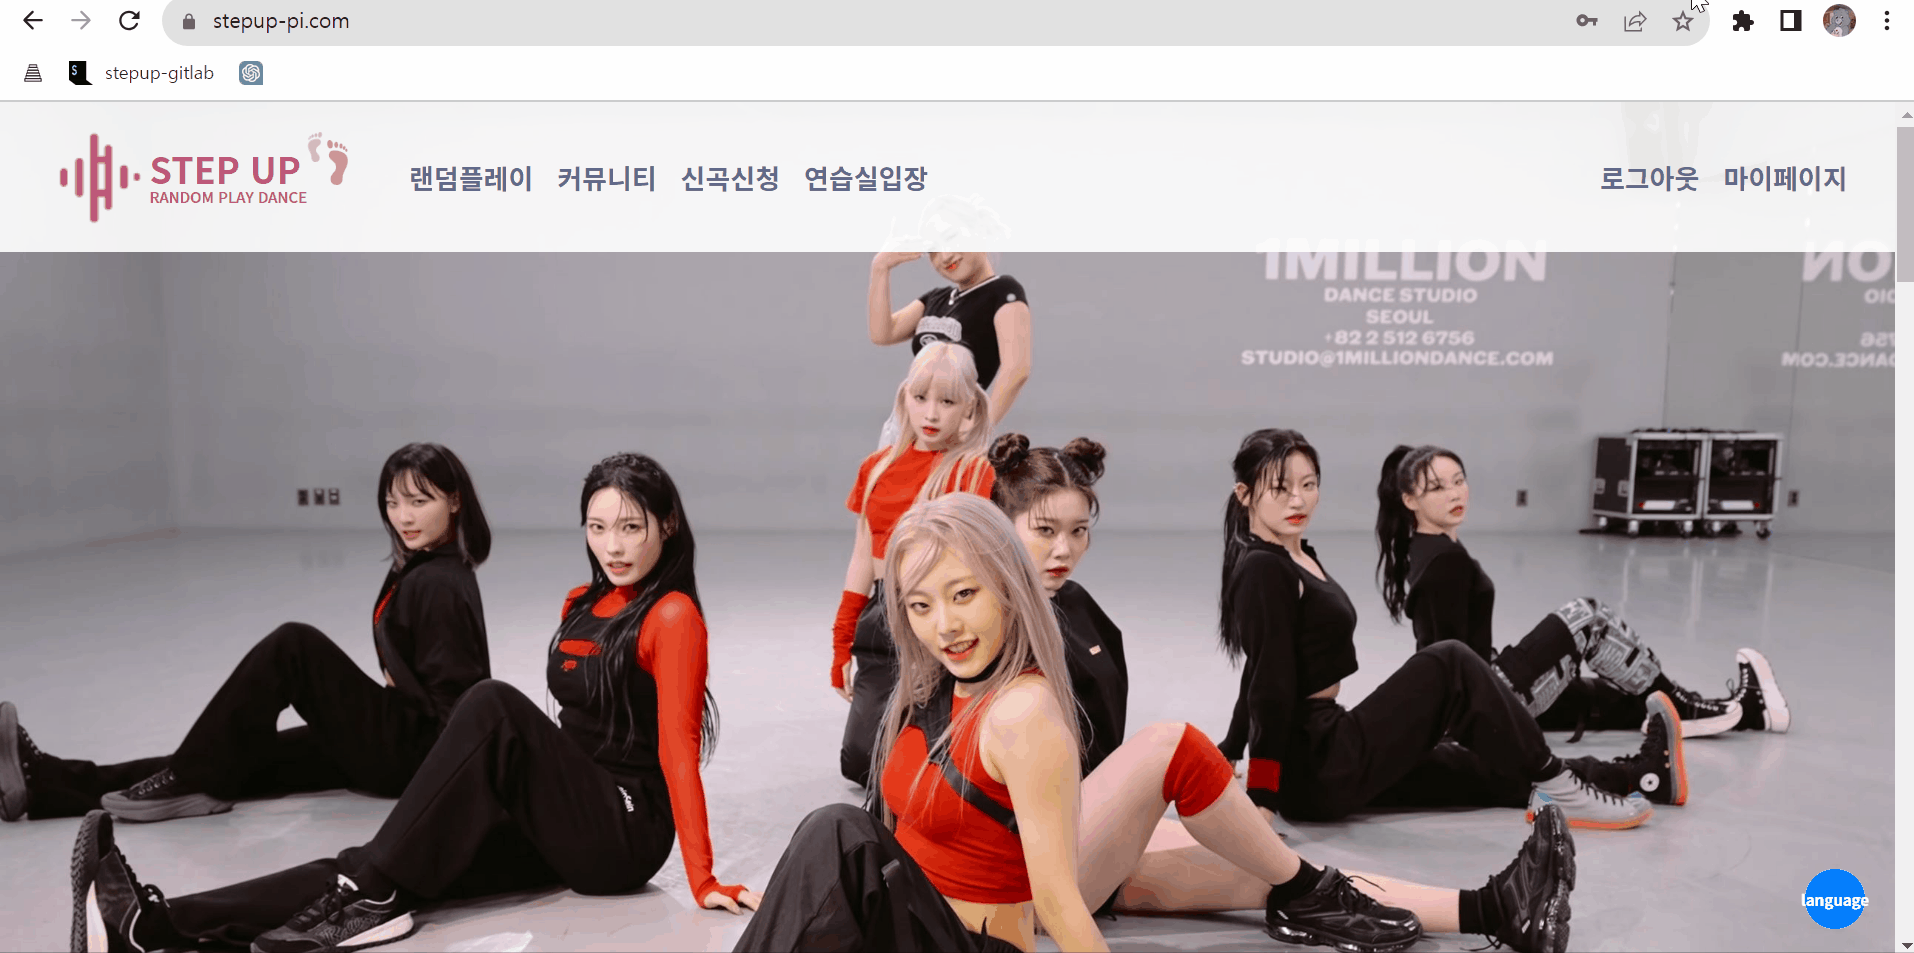 stepup-pi.com
stepup-gitlab
STEP UP
RANDOM PLAY DANCE
랜덤플레이 커뮤니티 신곡신청 연습실입장
로그아웃 마이페이지
1MILLION
DANCE STUDIO
SEOUL
+82 2 512 6756
STUDIO@1MILLIONDANCE.COM
language